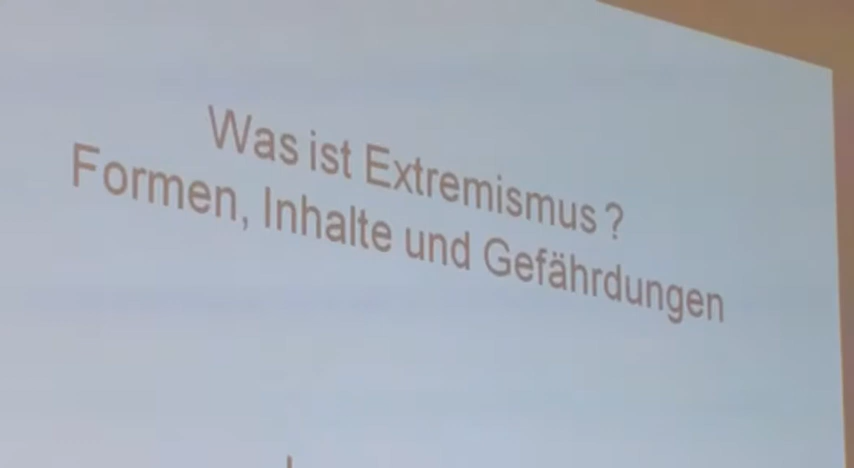 Was ist Extremismus ?
Formen, Inhalte und Gefährdungen